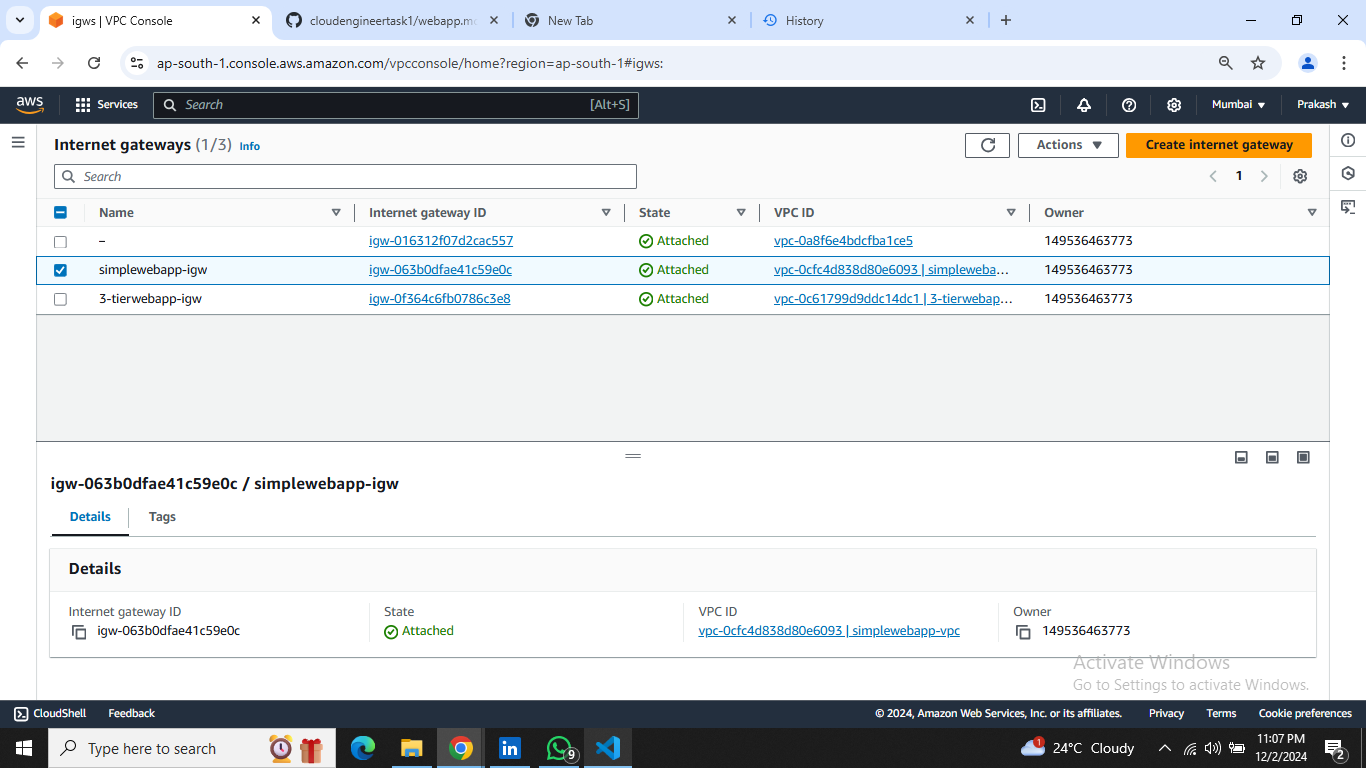 igws | VPC Console
cloudengineertask1/webapp.m
New Tab
History
ap-south-1.console.aws.amazon.com/vpcconsole/home?region=ap-south-1#igws:
aws
Services
Search
[Alt+S]
Mumbai
Prakash
Internet gateways (1/3) Info
Actions
Create internet gateway
Search
1
Name Internet gateway ID State VPC ID Owner
– igw-016312f07d2cac557 Attached vpc-0a8f6e4bdcfba1ce5 149536463773
simplewebapp-igw igw-063b0dfae41c59e0c Attached vpc-0cfc4d838d80e6093 | simpleweba… 149536463773
3-tierwebapp-igw igw-0f364c6fb0786c3e8 Attached vpc-0c61799d9ddc14dc1 | 3-tierwebap… 149536463773
igw-063b0dfae41c59e0c / simplewebapp-igw
Details Tags
Details
Internet gateway ID State VPC ID Owner
igw-063b0dfae41c59e0c Attached vpc-0cfc4d838d80e6093 | simplewebapp-vpc 149536463773
Activate Windows
Go to Settings to activate Windows.
CloudShell Feedback © 2024, Amazon Web Services, Inc. or its affiliates. Privacy Terms Cookie preferences
Type here to search
in
9
1
24°C Cloudy
11:07 PM
12/2/2024
2